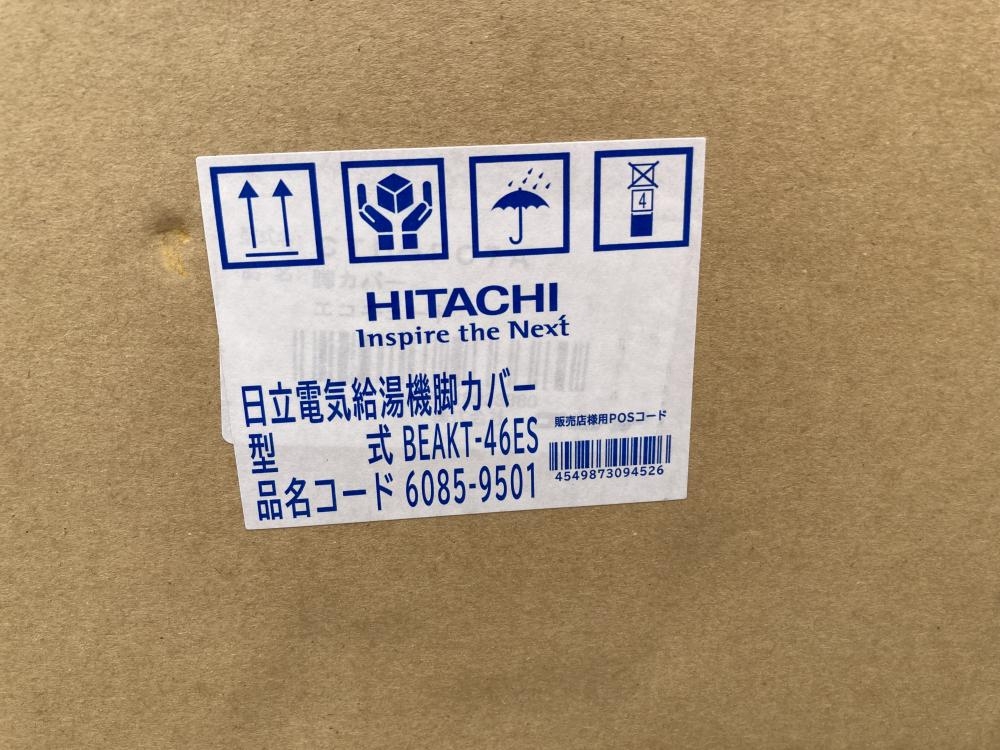 4
HITACHI
Inspire the Next
日立電気給湯機脚カバー
型 式 BEAKT-46ES
品名コード 6085-9501
販売店様用POSコード
4549873094526